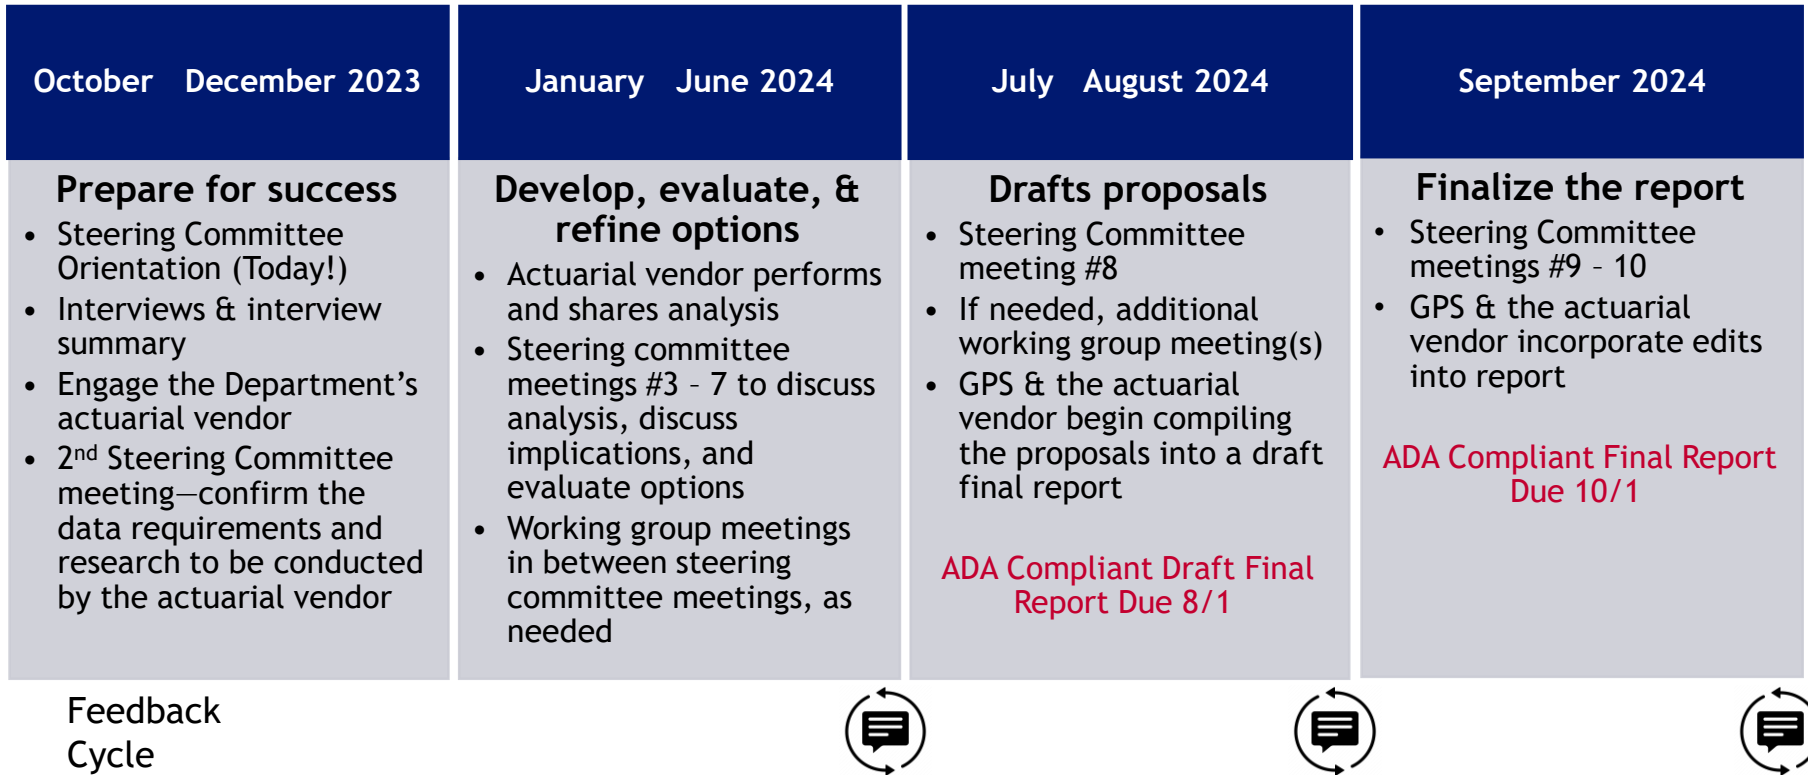 October December 2023
Prepare for success
• Steering Committee
Orientation (Today!)
• Interviews & interview
summary
• Engage the Department’s
actuarial vendor
• 2nd Steering Committee
meeting—confirm the
data requirements and
research to be conducted
by the actuarial vendor
January June 2024
Develop, evaluate, &
refine options
• Actuarial vendor performs
and shares analysis
• Steering committee
meetings #3 – 7 to discuss
analysis, discuss
implications, and
evaluate options
• Working group meetings
in between steering
committee meetings, as
needed
July August 2024
Drafts proposals
• Steering Committee
meeting #8
• If needed, additional
working group meeting(s)
• GPS & the actuarial
vendor begin compiling
the proposals into a draft
final report
ADA Compliant Draft Final
Report Due 8/1
September 2024
Finalize the report
• Steering Committee
meetings #9 – 10
• GPS & the actuarial
vendor incorporate edits
into report
ADA Compliant Final Report
Due 10/1
Feedback
Cycle